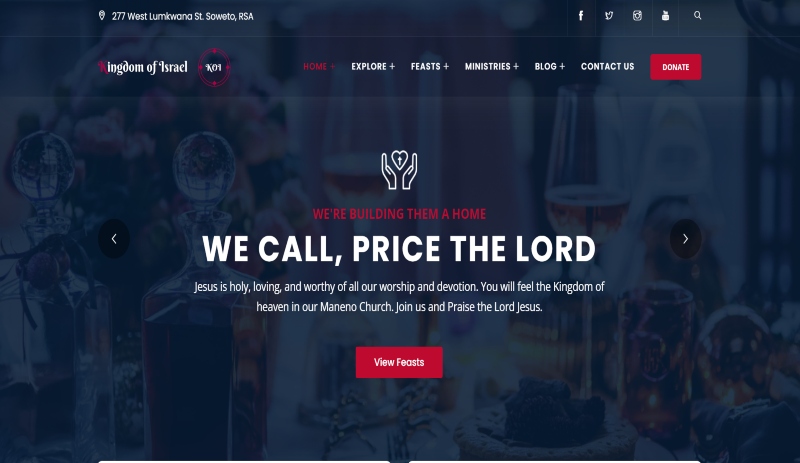 277 West Lumkwana St. Soweto, RSA
Kingdom of Israel
KOI
HOME + EXPLORE + FEASTS + MINISTRIES + BLOG + CONTACT US DONATE
WE'RE BUILDING THEM A HOME
WE CALL, PRICE THE LORD
Jesus is holy, loving, and worthy of all our worship and devotion. You will feel the Kingdom of
heaven in our Maneno Church. Join us and Praise the Lord Jesus.
View Feasts